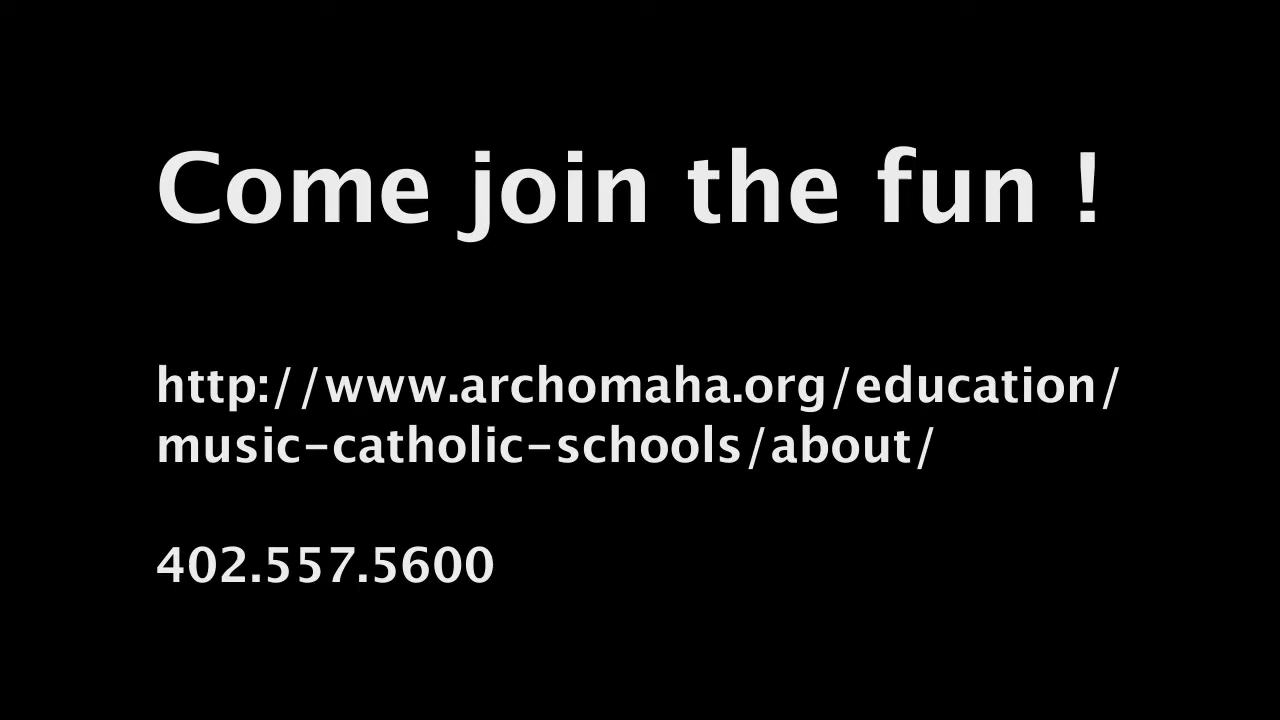 Come join the fun !
http://www.archomaha.org/education/
music-catholic-schools/about/
402.557.5600